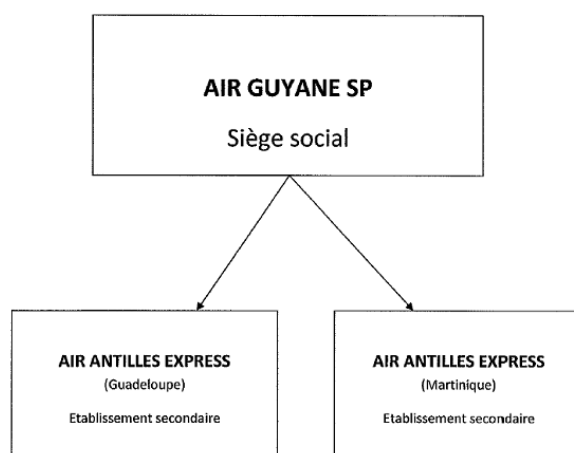 AIR GUYANE SP
Siège social
AIR ANTILLES EXPRESS
(Guadeloupe)
Etablissement secondaire
AIR ANTILLES EXPRESS
(Martinique)
Etablissement secondaire